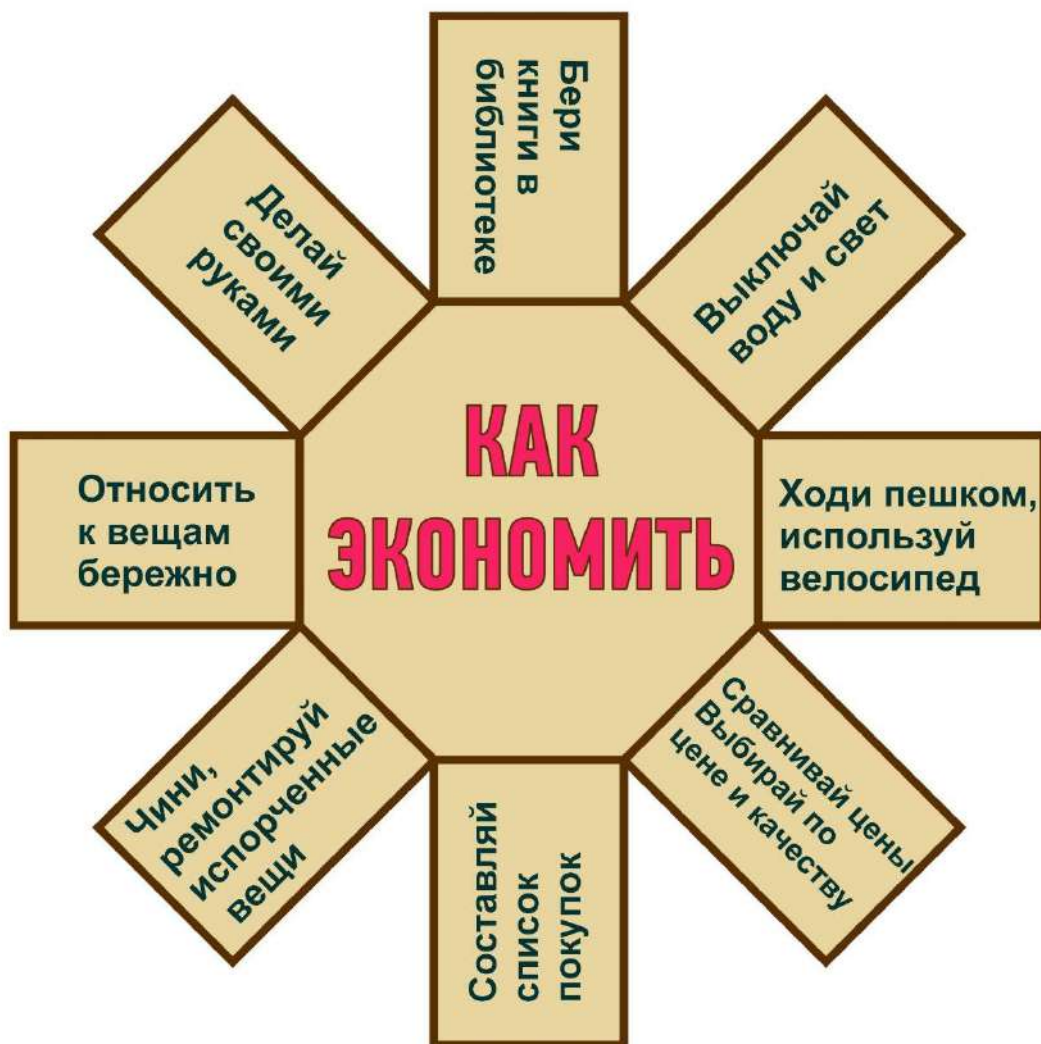 КАК
ЭКОНОМИТЬ
Бери
книги в
библиотеке
Выключай
воду и свет
Ходи пешком,
используй
велосипед
Сравнивай цены
Выбирай по
цене и качеству
Составляй
список
покупок
Чини,
ремонтируй
испорченные
вещи
Относить
к вещам
бережно
Делай
своими
руками